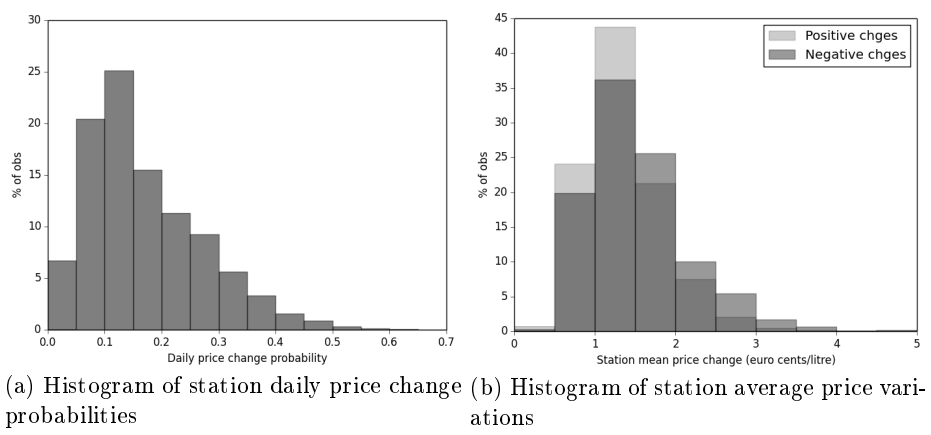 30
25
20
15
10
5
0
% of obs
0.0 0.1 0.2 0.3 0.4 0.5 0.6 0.7
Daily price change probability
(a) Histogram of station daily price change
probabilities
45
40
35
30
25
20
15
10
5
0
% of obs
Positive chges
Negative chges
0 1 2 3 4 5
Station mean price change (euro cents/litre)
(b) Histogram of station average price vari-
ations